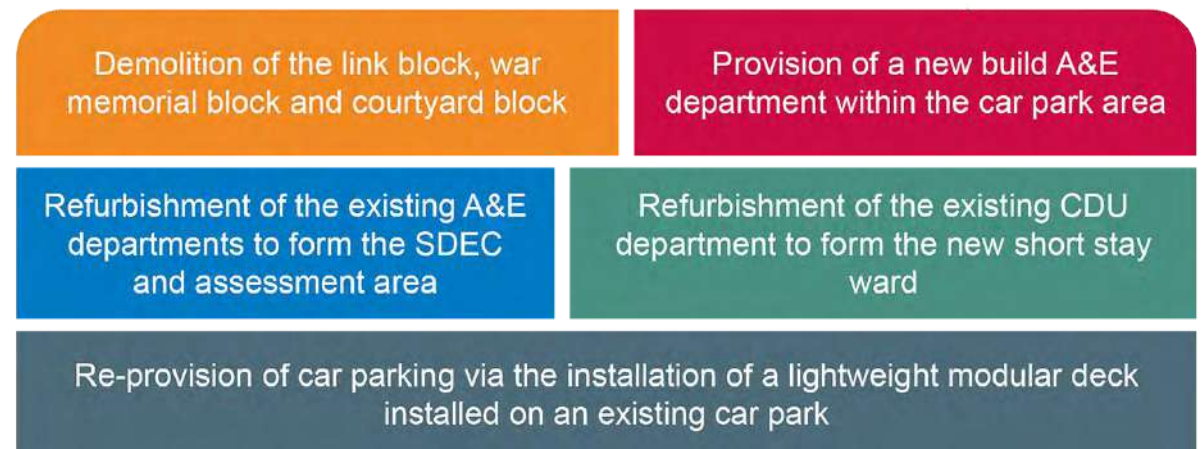 Demolition of the link block, war
memorial block and courtyard block
Provision of a new build A&E
department within the car park area
Refurbishment of the existing A&E
departments to form the SDEC
and assessment area
Refurbishment of the existing CDU
department to form the new short stay
ward
Re-provision of car parking via the installation of a lightweight modular deck
installed on an existing car park